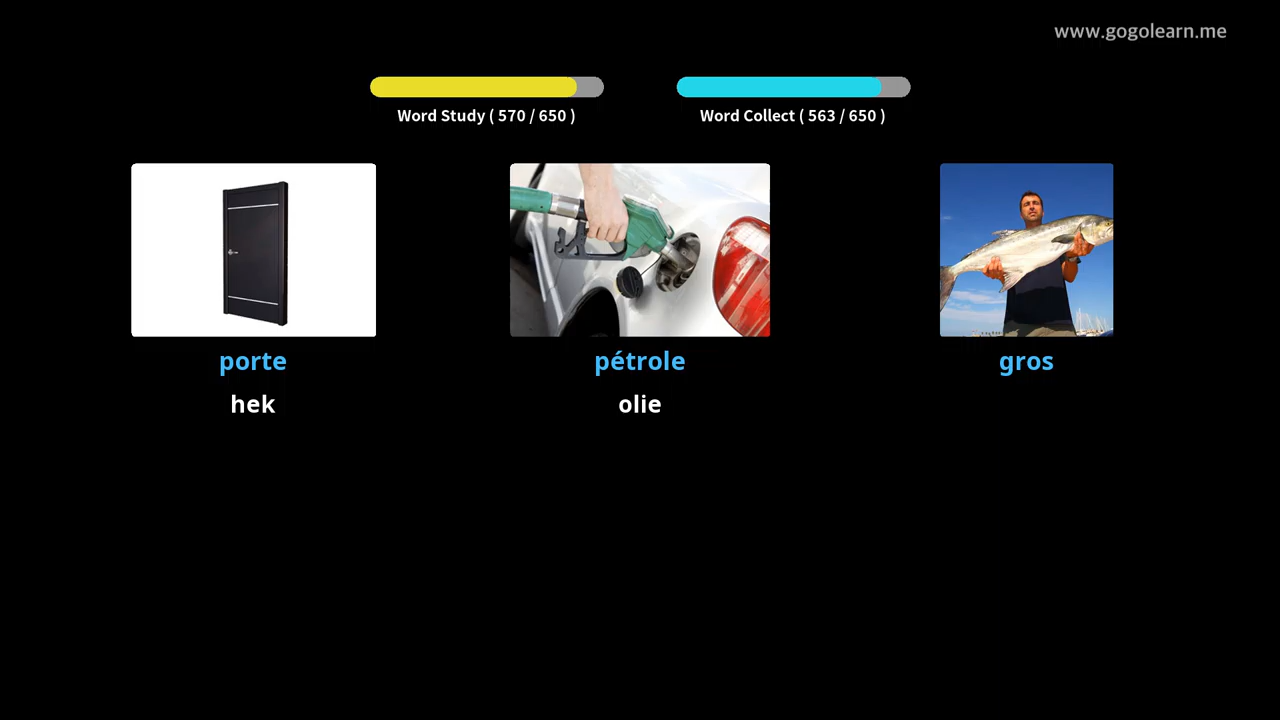 www.gogolearn.me
Word Study ( 570 / 650 )
Word Collect ( 563 / 650 )
porte
pétrole
gros
hek
olie